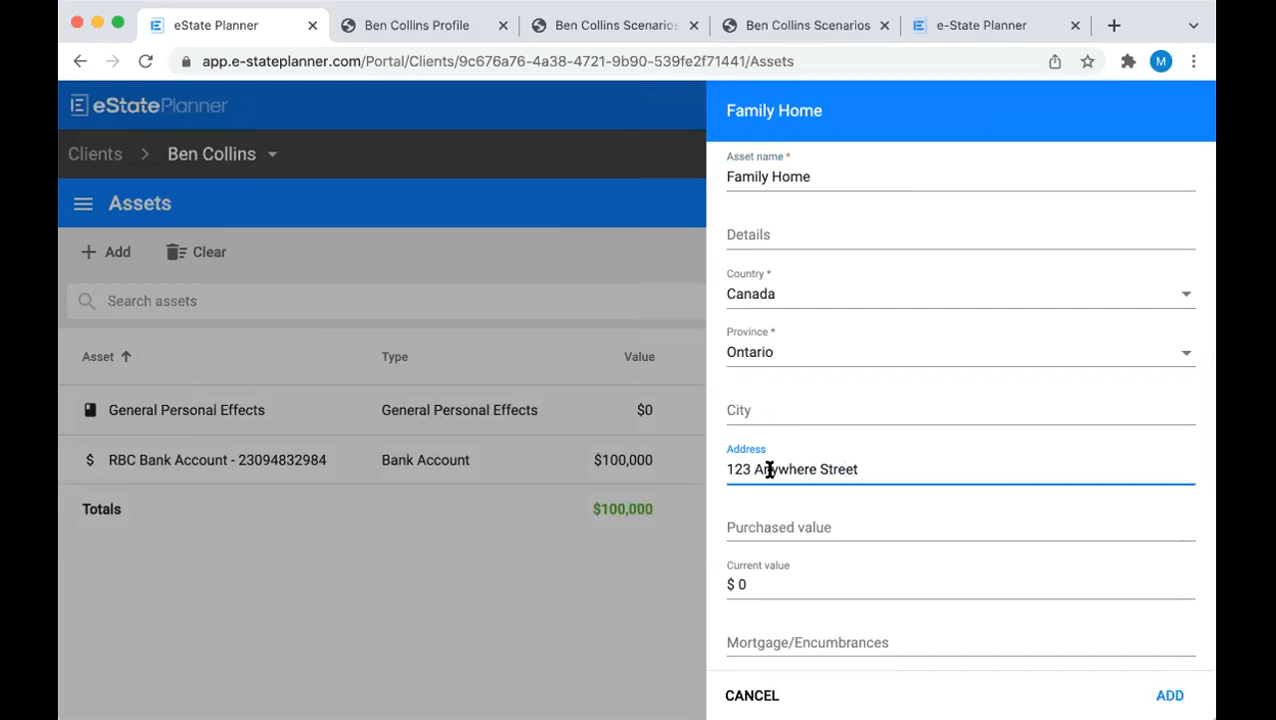 eState Planner
Ben Collins Profile
Ben Collins Scenarios
Ben Collins Scenarios
e-State Planner
app.e-stateplanner.com/Portal/Clients/9c676a76-4a38-4721-9b90-539fe2f71441/Assets
M
eStatePlanner
Clients > Ben Collins
Assets
+ Add
Clear
Search assets
Asset
Type
Value
General Personal Effects
General Personal Effects
$0
$
RBC Bank Account - 23094832984
Bank Account
$100,000
Totals
$100,000
Family Home
Asset name *
Family Home
Details
Country *
Canada
Province *
Ontario
City
Address
123 Anywhere Street
Purchased value
Current value
$ 0
Mortgage/Encumbrances
CANCEL
ADD